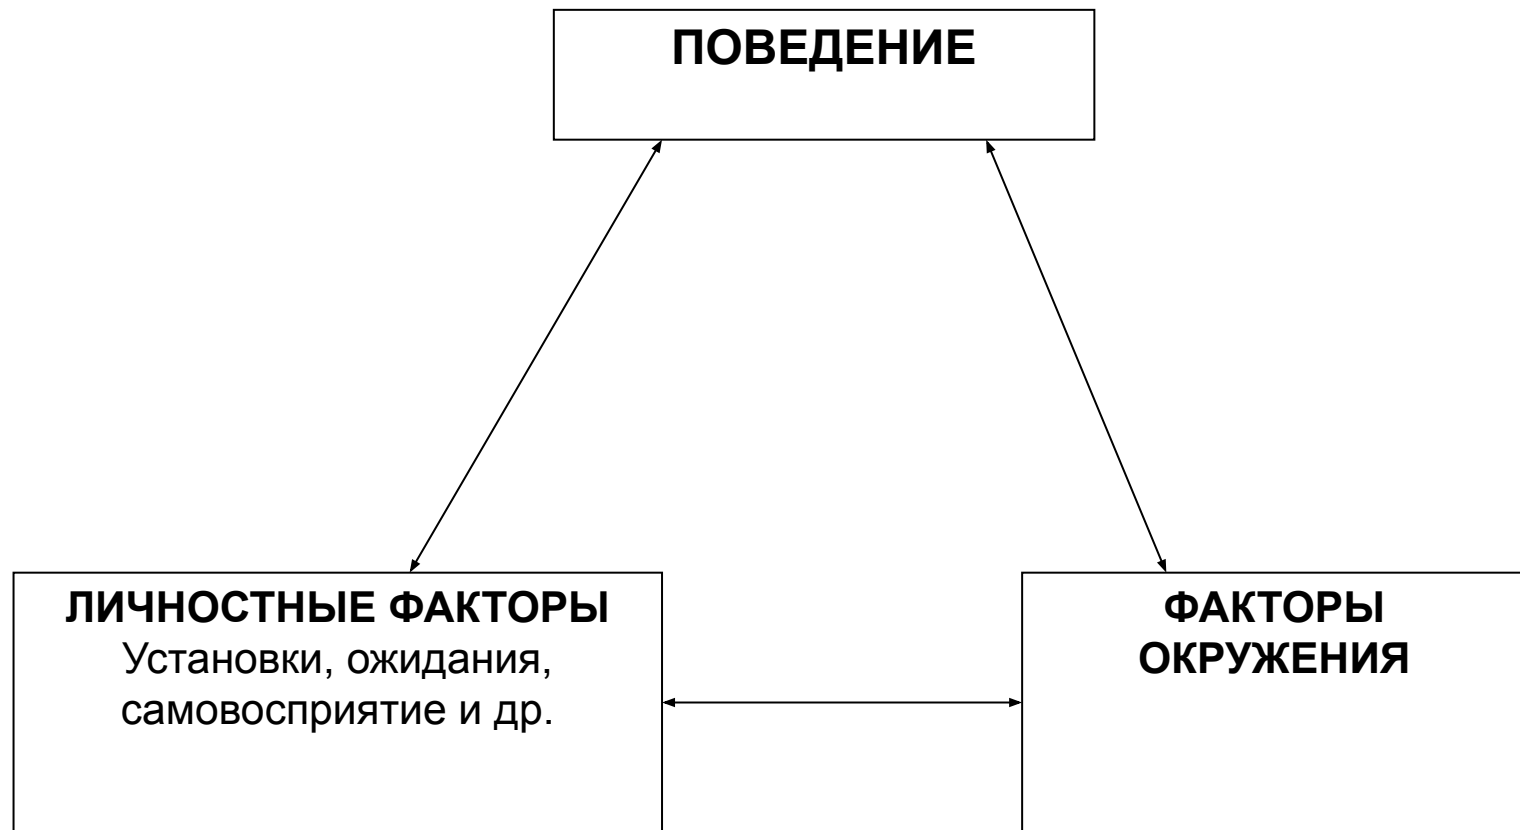 ПОВЕДЕНИЕ
ЛИЧНОСТНЫЕ ФАКТОРЫ
Установки, ожидания,
самовосприятие и др.
ФАКТОРЫ
ОКРУЖЕНИЯ